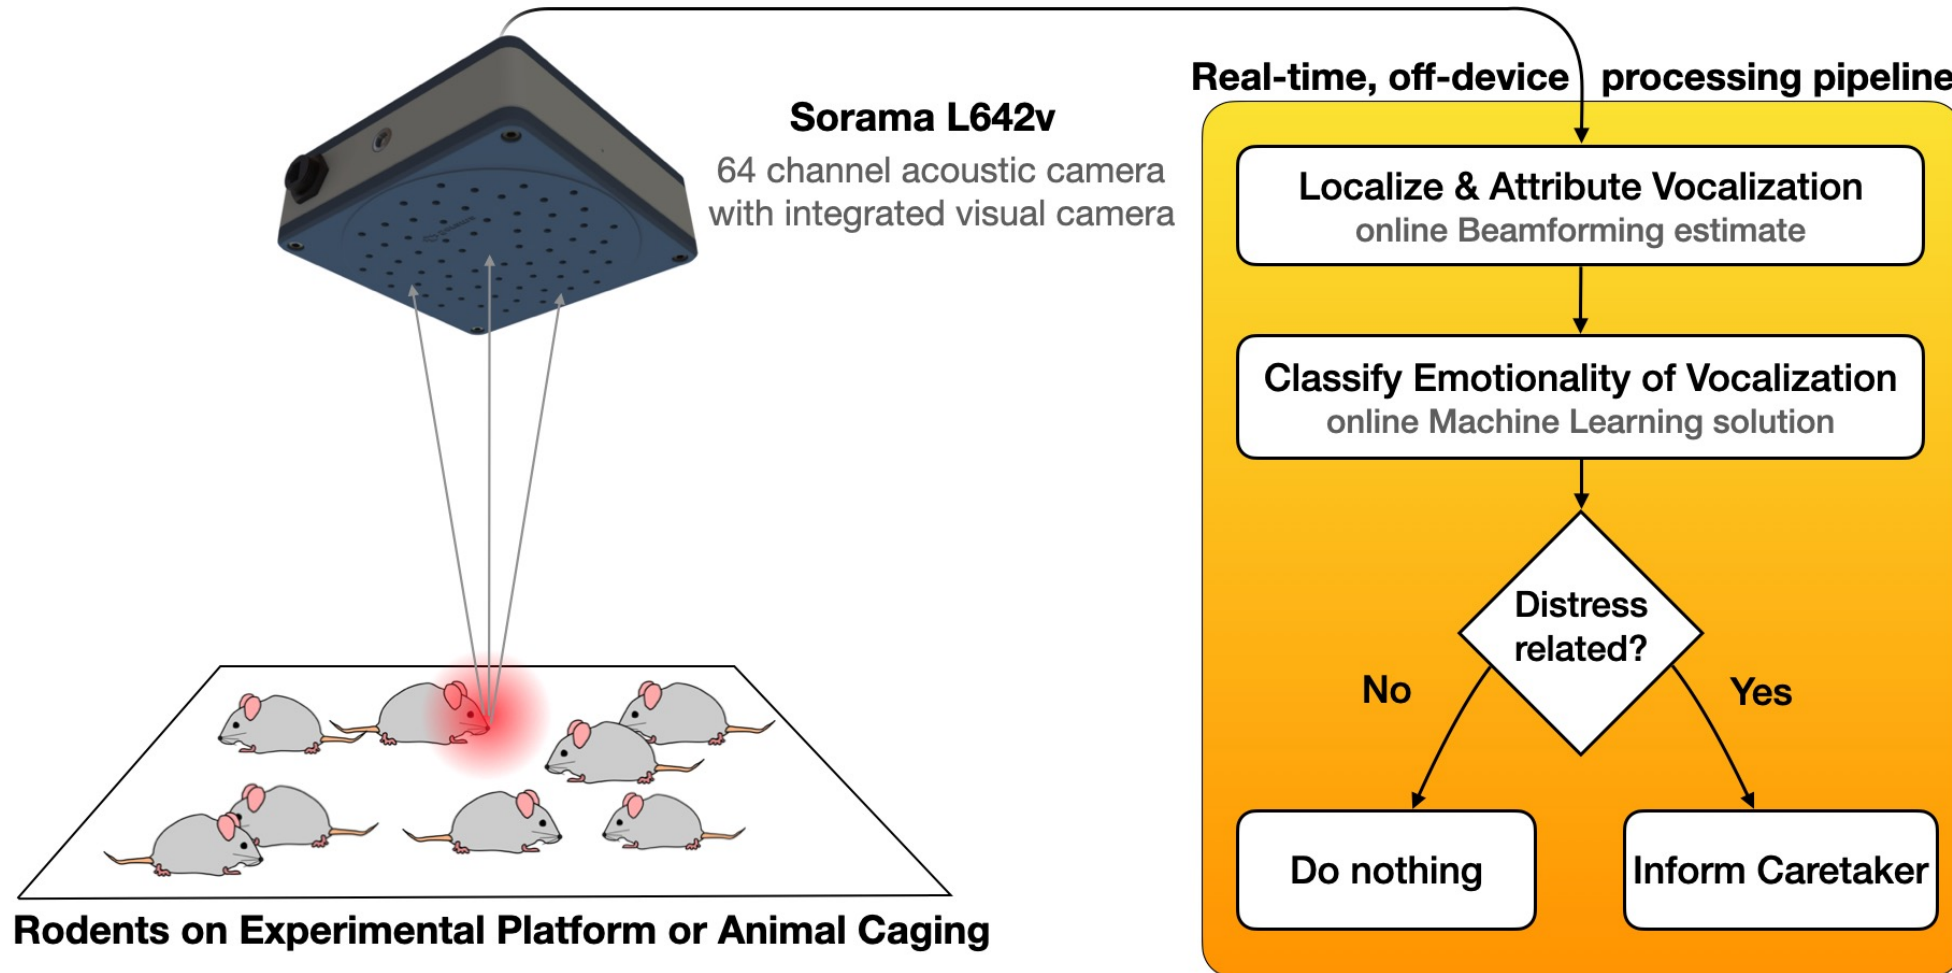 Real-time, off-device processing pipeline
Sorama L642v
64 channel acoustic camera
with integrated visual camera
Localize & Attribute Vocalization
online Beamforming estimate
Classify Emotionality of Vocalization
online Machine Learning solution
Distress
related?
No
Yes
Do nothing
Inform Caretaker
Rodents on Experimental Platform or Animal Caging